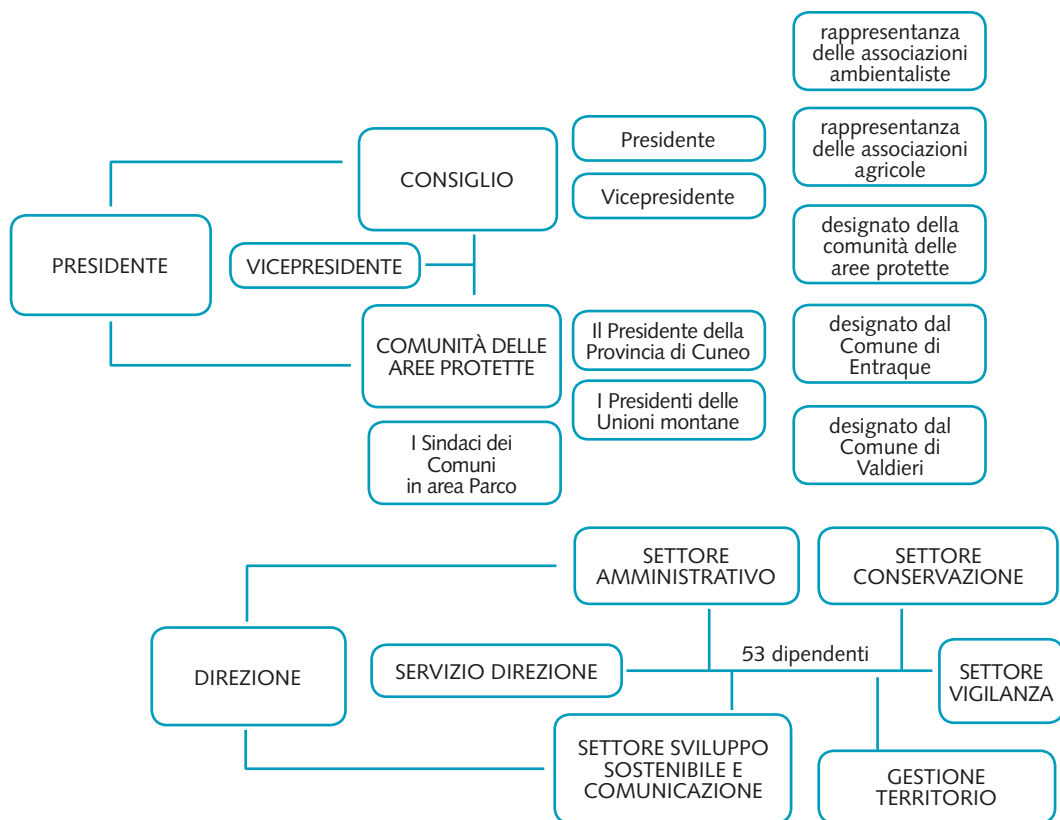 PRESIDENTE
VICEPRESIDENTE
CONSIGLIO
COMUNITÀ DELLE
AREE PROTETTE
I Sindaci dei
Comuni
in area Parco
Presidente
Vicepresidente
Il Presidente della
Provincia di Cuneo
I Presidenti delle
Unioni montane
rappresentanza
delle associazioni
ambientaliste
rappresentanza
delle associazioni
agricole
designato della
comunità delle
aree protette
designato dal
Comune di
Entraque
designato dal
Comune di
Valdieri
DIREZIONE
SERVIZIO DIREZIONE
SETTORE
AMMINISTRATIVO
SETTORE
CONSERVAZIONE
53 dipendenti
SETTORE
VIGILANZA
SETTORE SVILUPPO
SOSTENIBILE E
COMUNICAZIONE
GESTIONE
TERRITORIO